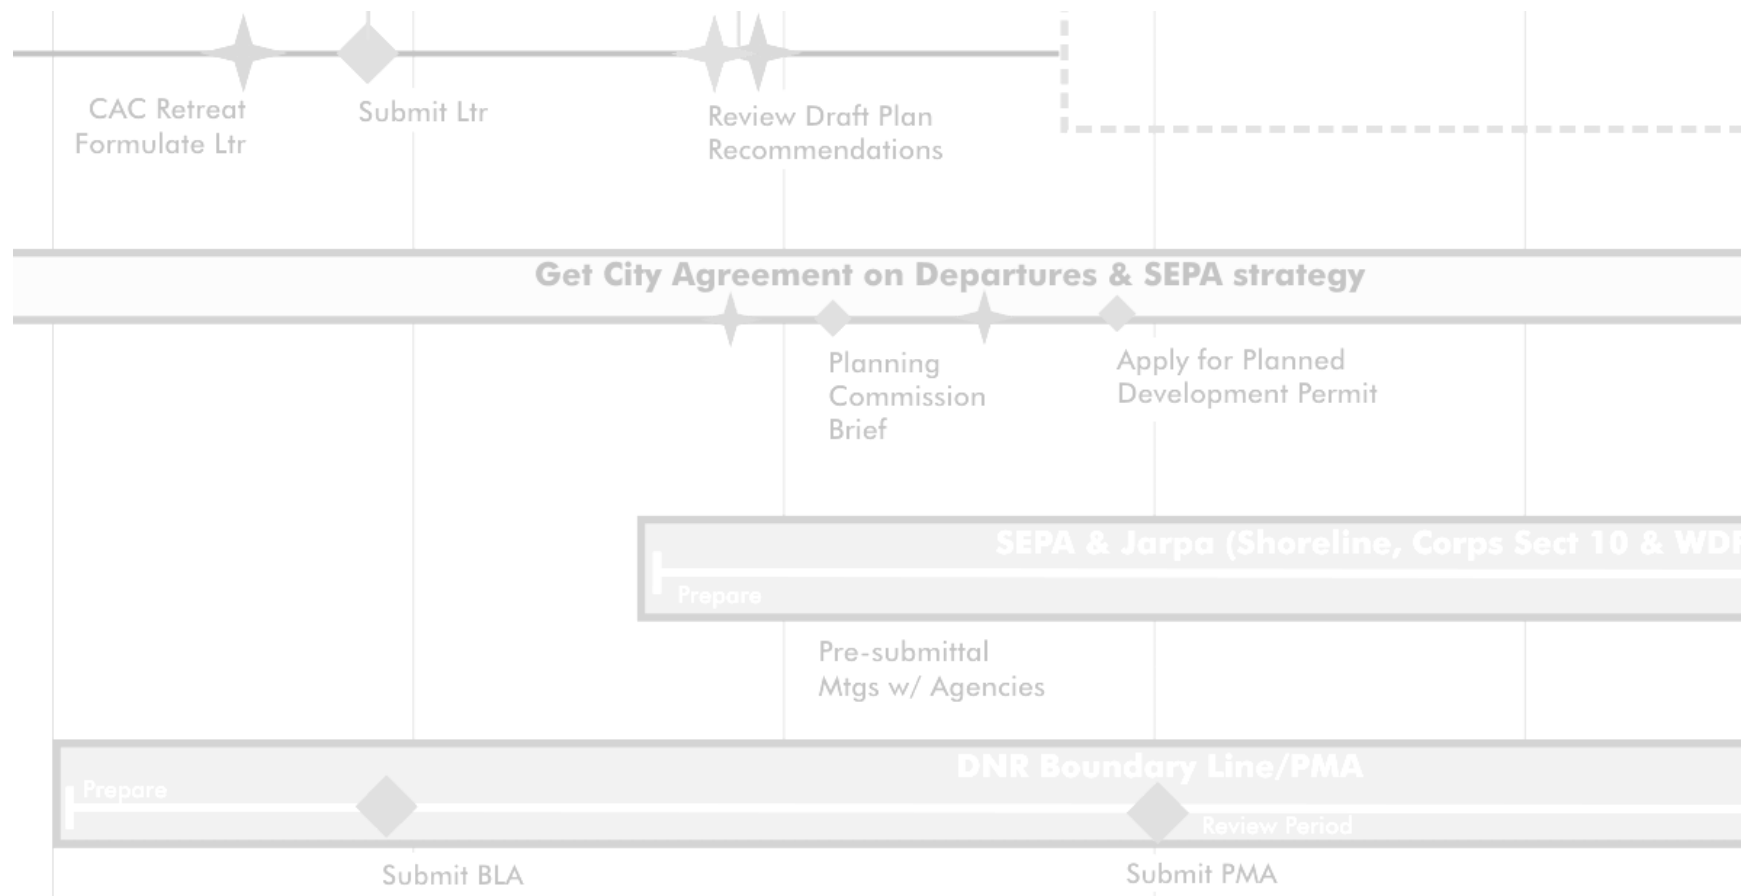 CAC Retreat
Formulate Ltr
Submit Ltr
Review Draft Plan
Recommendations
Get City Agreement on Departures & SEPA strategy
Planning
Commission
Brief
Apply for Planned
Development Permit
SEPA & Jarpa (Shoreline, Corps Sect 10 &
Prepare
Pre-submittal
Mtgs w/ Agencies
DNR Boundary Line/PMA
Prepare
Review Period
Submit BLA
Submit PMA